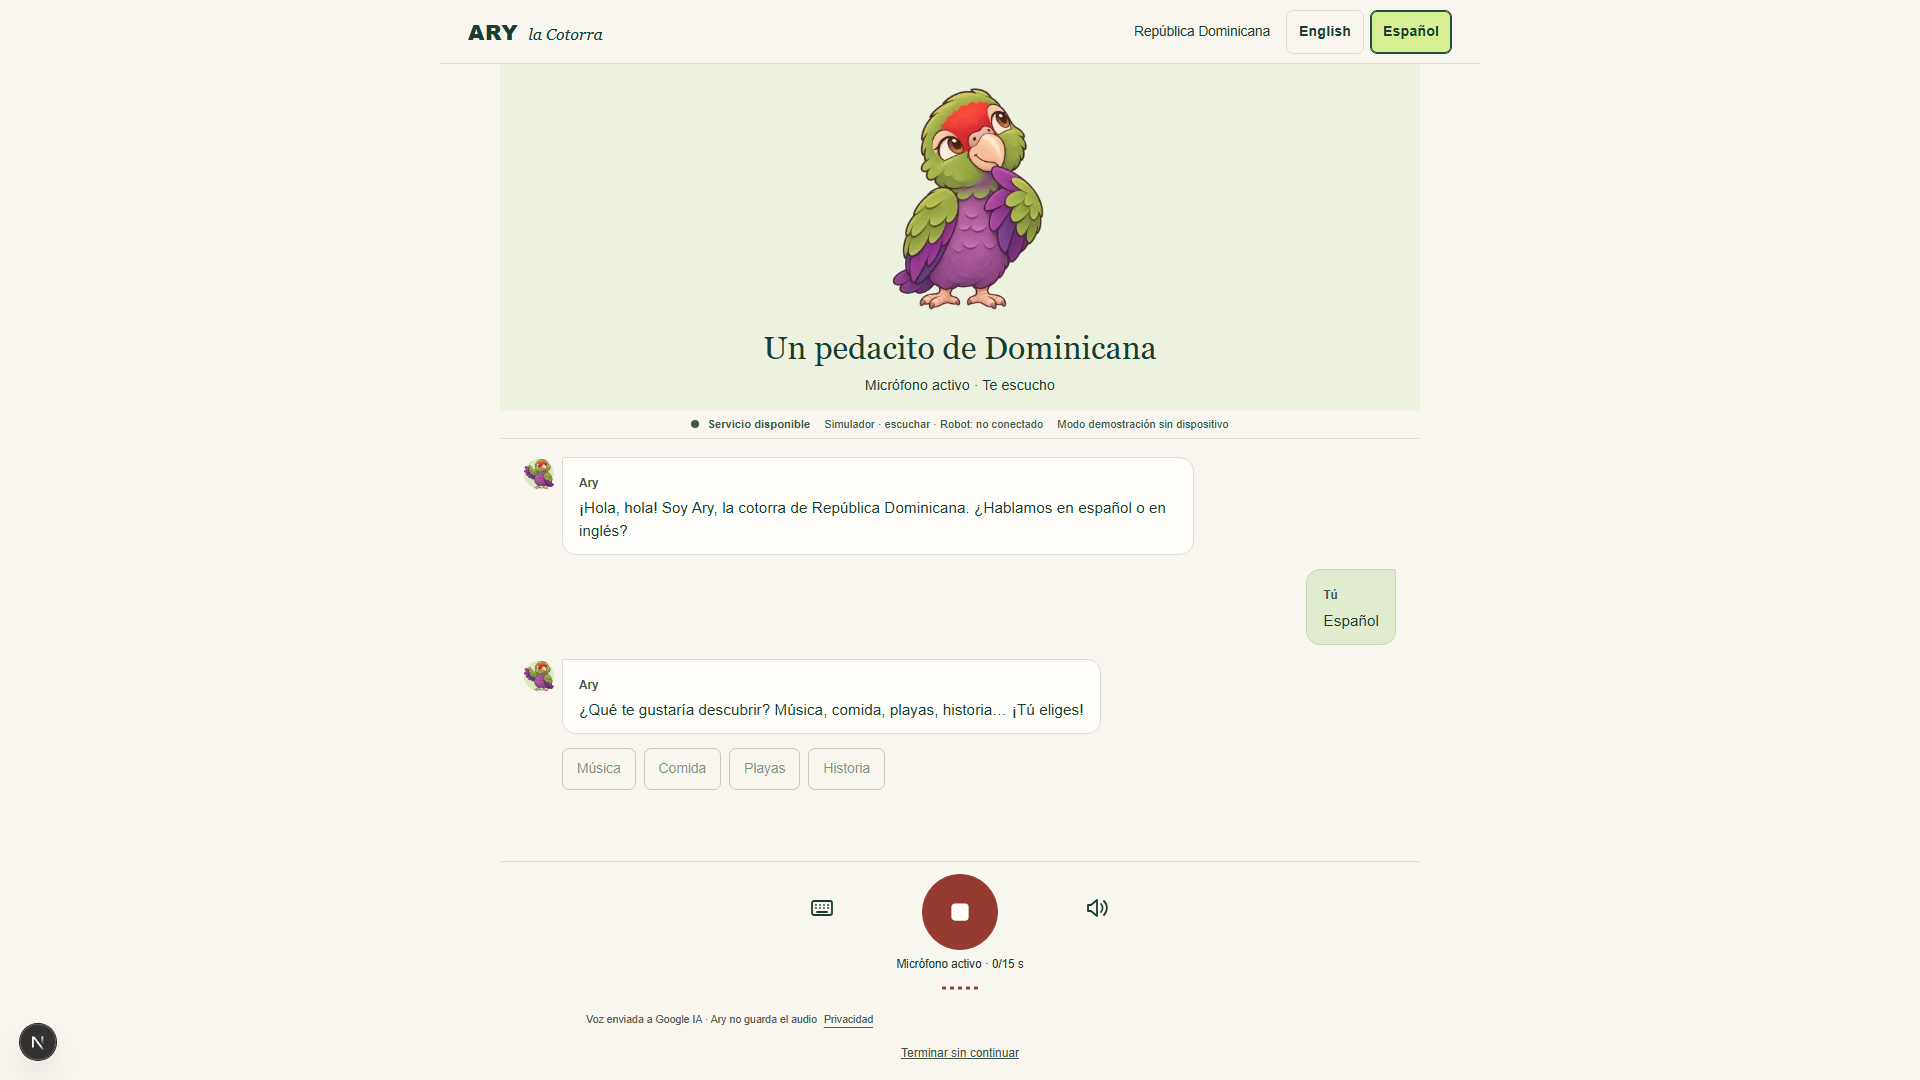 ARY la Cotorra
República Dominicana
English
Español
Un pedacito de Dominicana
Micrófono activo · Te escucho
Servicio disponible
Simulador · escuchar · Robot: no conectado
Modo demostración sin dispositivo
Ary
¡Hola, hola! Soy Ary, la cotorra de República Dominicana. ¿Hablamos en español o en
inglés?
Tú
Español
Ary
¿Qué te gustaría descubrir? Música, comida, playas, historia… ¡Tú eliges!
Música
Comida
Playas
Historia
Micrófono activo · 0/15 s
Voz enviada a Google IA · Ary no guarda el audio
Privacidad
Terminar sin continuar
N